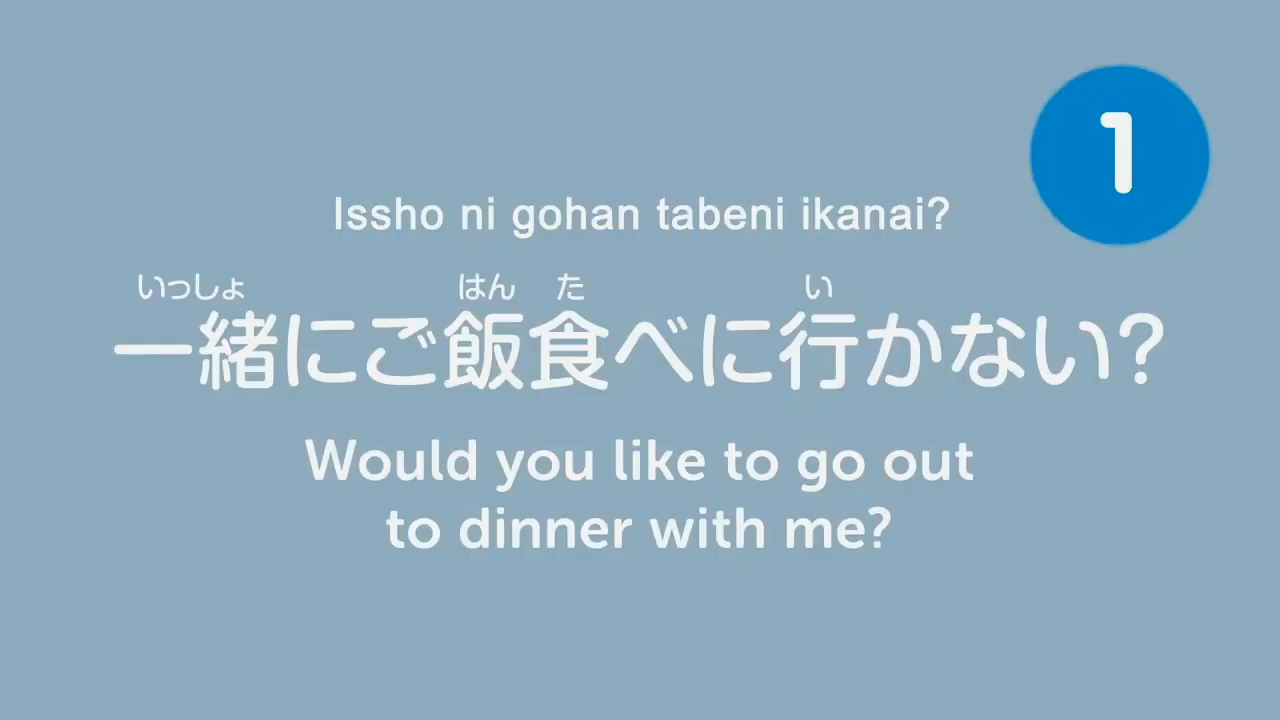 1
Issho ni gohan tabeni ikanai?
いっしょ はん た い
一緒にご飯食べに行かない?
Would you like to go out
to dinner with me?